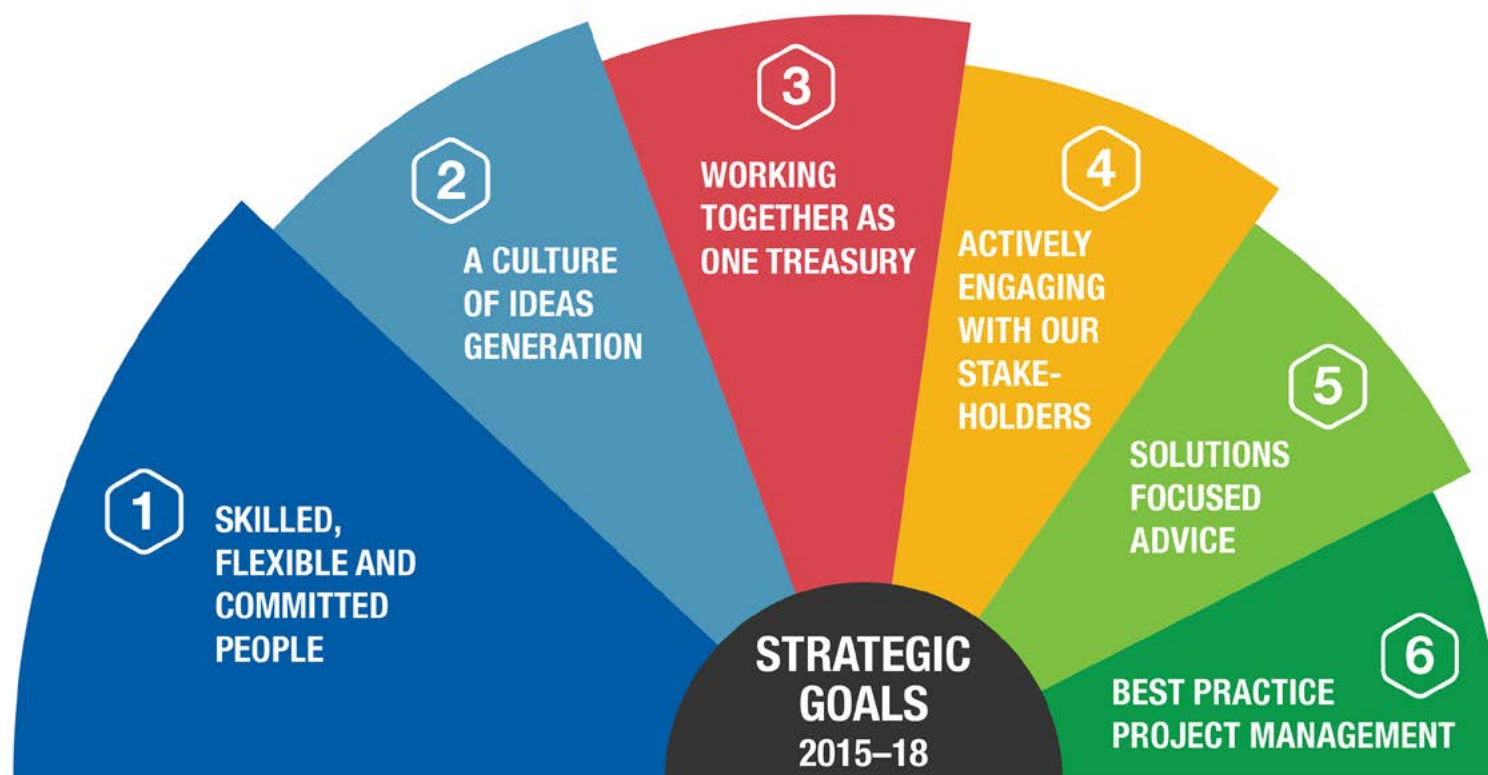 1
SKILLED,
FLEXIBLE AND
COMMITTED
PEOPLE
2
A CULTURE
OF IDEAS
GENERATION
3
WORKING
TOGETHER AS
ONE TREASURY
4
ACTIVELY
ENGAGING
WITH OUR
STAKE-
HOLDERS
5
SOLUTIONS
FOCUSED
ADVICE
6
BEST PRACTICE
PROJECT MANAGEMENT
STRATEGIC
GOALS
2015–18